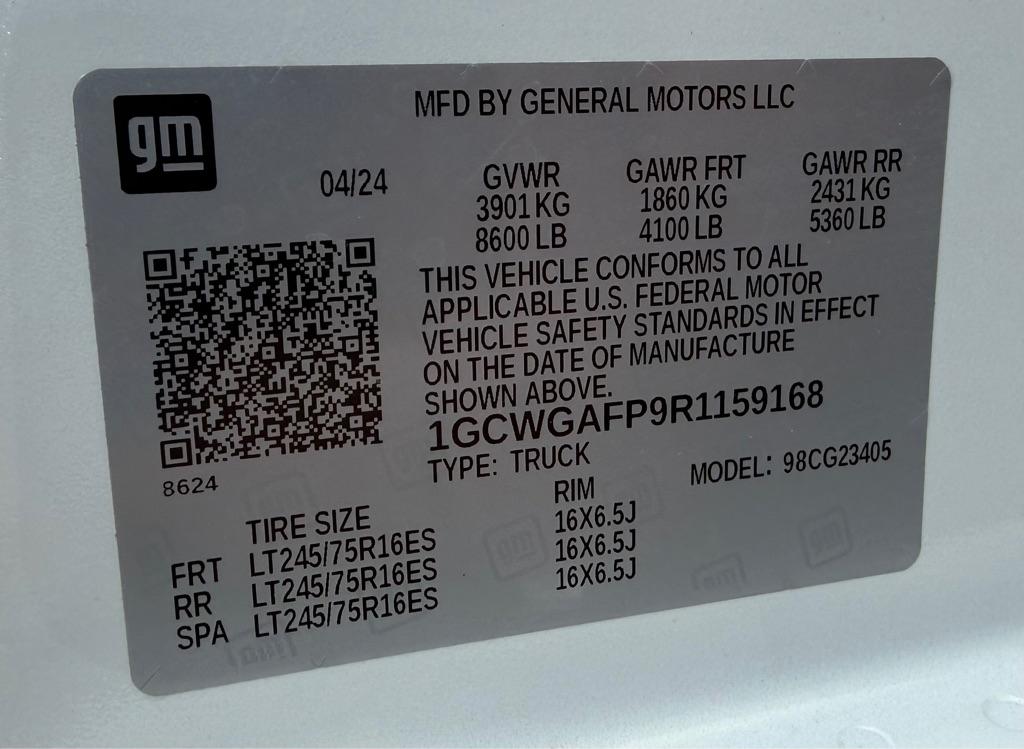 gm
MFD BY GENERAL MOTORS LLC
04/24
GVWR GAWR FRT GAWR RR
3901 KG 1860 KG 2431 KG
8600 LB 4100 LB 5360 LB
THIS VEHICLE CONFORMS TO ALL
APPLICABLE U.S. FEDERAL MOTOR
VEHICLE SAFETY STANDARDS IN EFFECT
ON THE DATE OF MANUFACTURE
SHOWN ABOVE.
1GCWGAFP9R1159168
TYPE: TRUCK MODEL: 98CG23405
8624
TIRE SIZE RIM
FRT LT245/75R16ES 16X6.5J
RR LT245/75R16ES 16X6.5J
SPA LT245/75R16ES 16X6.5J